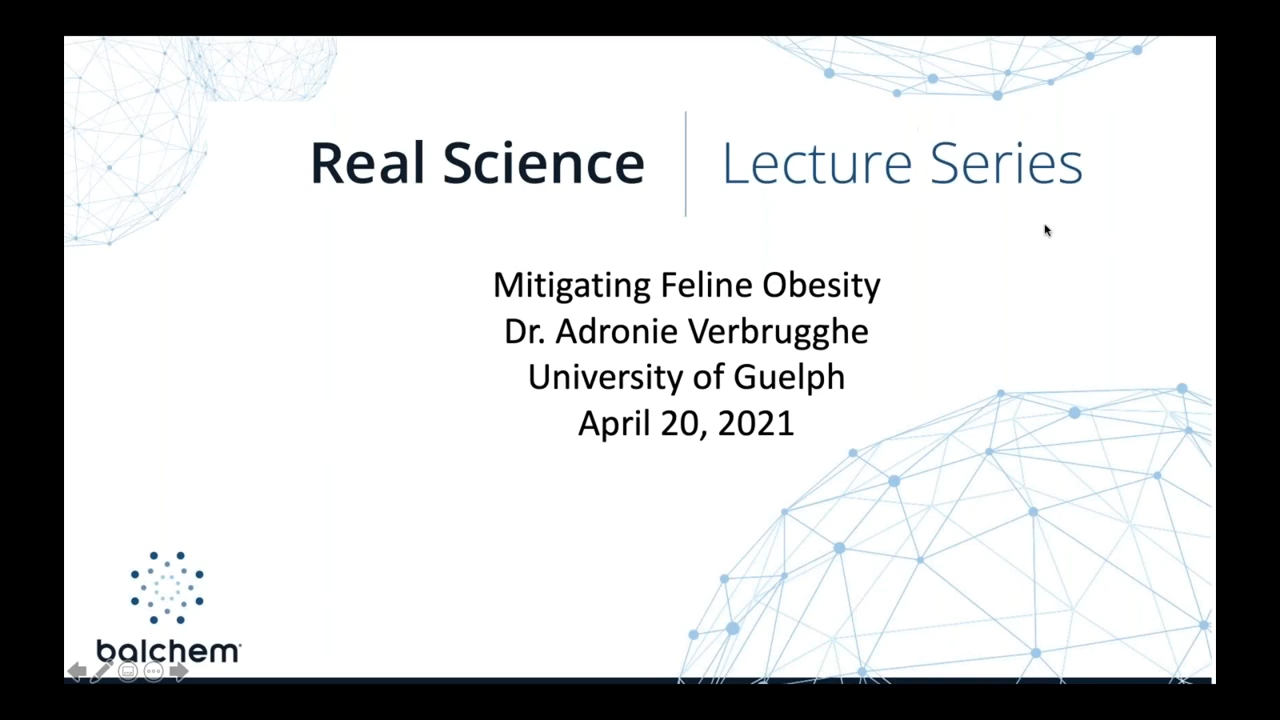 Real Science | Lecture Series
Mitigating Feline Obesity
Dr. Adronie Verbrugghe
University of Guelph
April 20, 2021
balchem